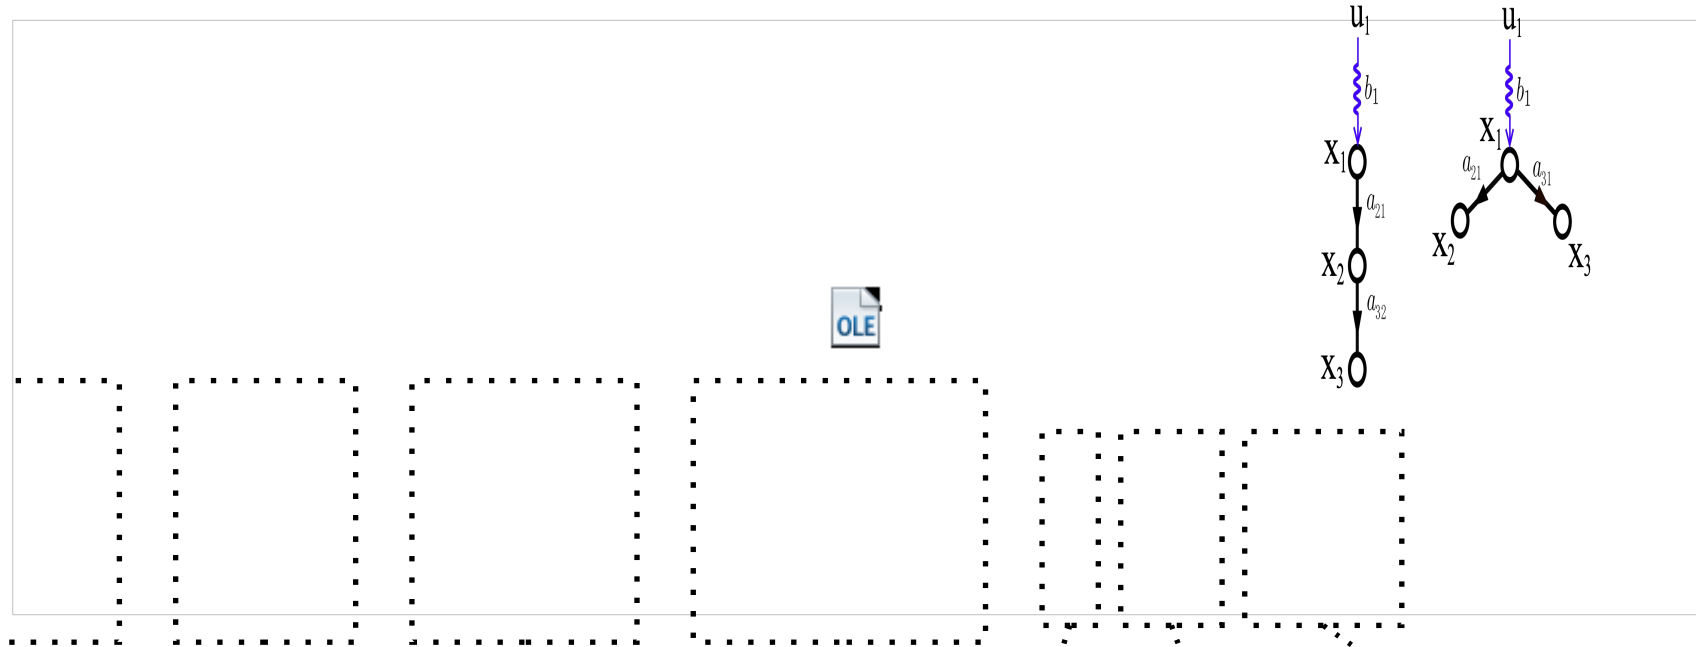 u₁
b₁
x₁
a₂₁
x₂
a₃₂
x₃
u₁
b₁
x₁
a₂₁ a₃₁
x₂ x₃
OLE